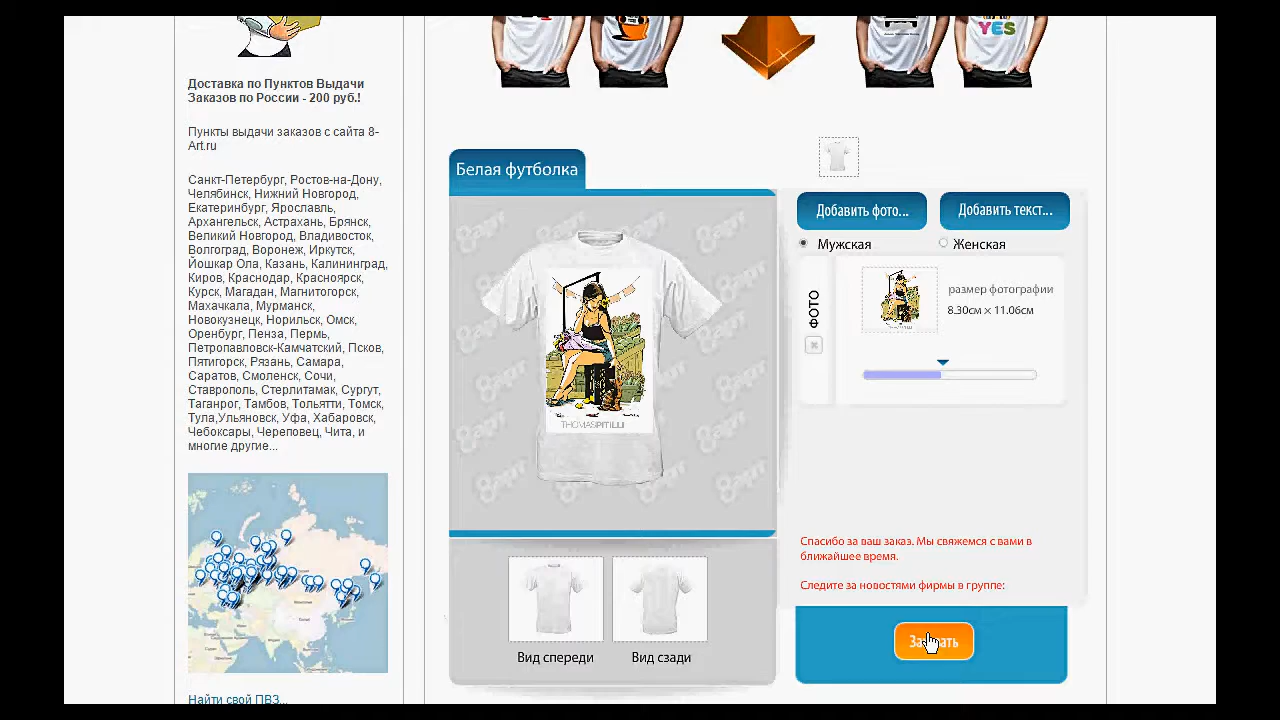 Доставка по Пунктов Выдачи
Заказов по России - 200 руб.!
Пункты выдачи заказов с сайта 8-
Art.ru
Санкт-Петербург, Ростов-на-Дону,
Челябинск, Нижний Новгород,
Екатеринбург, Ярославль,
Архангельск, Астрахань, Брянск,
Великий Новгород, Владивосток,
Волгоград, Воронеж, Иркутск,
Йошкар Ола, Казань, Калининград,
Киров, Краснодар, Красноярск,
Курск, Магадан, Магнитогорск,
Махачкала, Мурманск,
Новокузнецк, Норильск, Омск,
Оренбург, Пенза, Пермь,
Петропавловск-Камчатский, Псков,
Пятигорск, Рязань, Самара,
Саратов, Смоленск, Сочи,
Ставрополь, Стерлитамак, Сургут,
Таганрог, Тамбов, Тольятти, Томск,
Тула,Ульяновск, Уфа, Хабаровск,
Чебоксары, Череповец, Чита, и
многие другие...
Найти свой ПВЗ...
YES
Белая футболка
THOMASPITILLI
Вид спереди
Вид сзади
Добавить фото...
Добавить текст...
Мужская
Женская
ФОТО
размер фотографии
8.30см × 11.06см
Спасибо за ваш заказ. Мы свяжемся с вами в
ближайшее время.
Следите за новостями фирмы в группе: